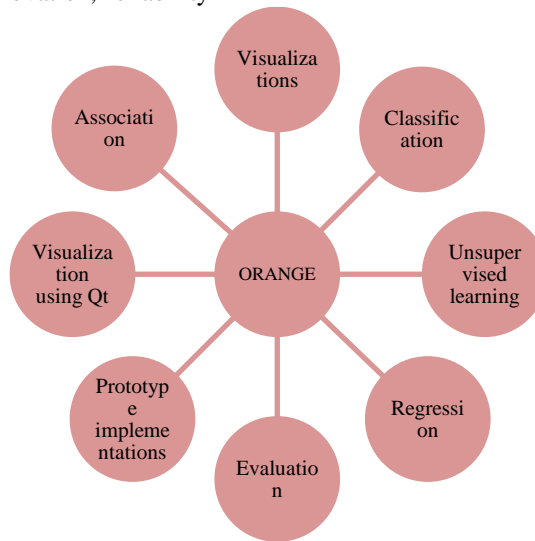 Visualiza
tions
Classific
ation
Unsuper
vised
learning
Regressi
on
Evaluatio
n
Prototyp
e
impleme
ntations
Visualiza
tion
using Qt
Associati
on
ORANGE